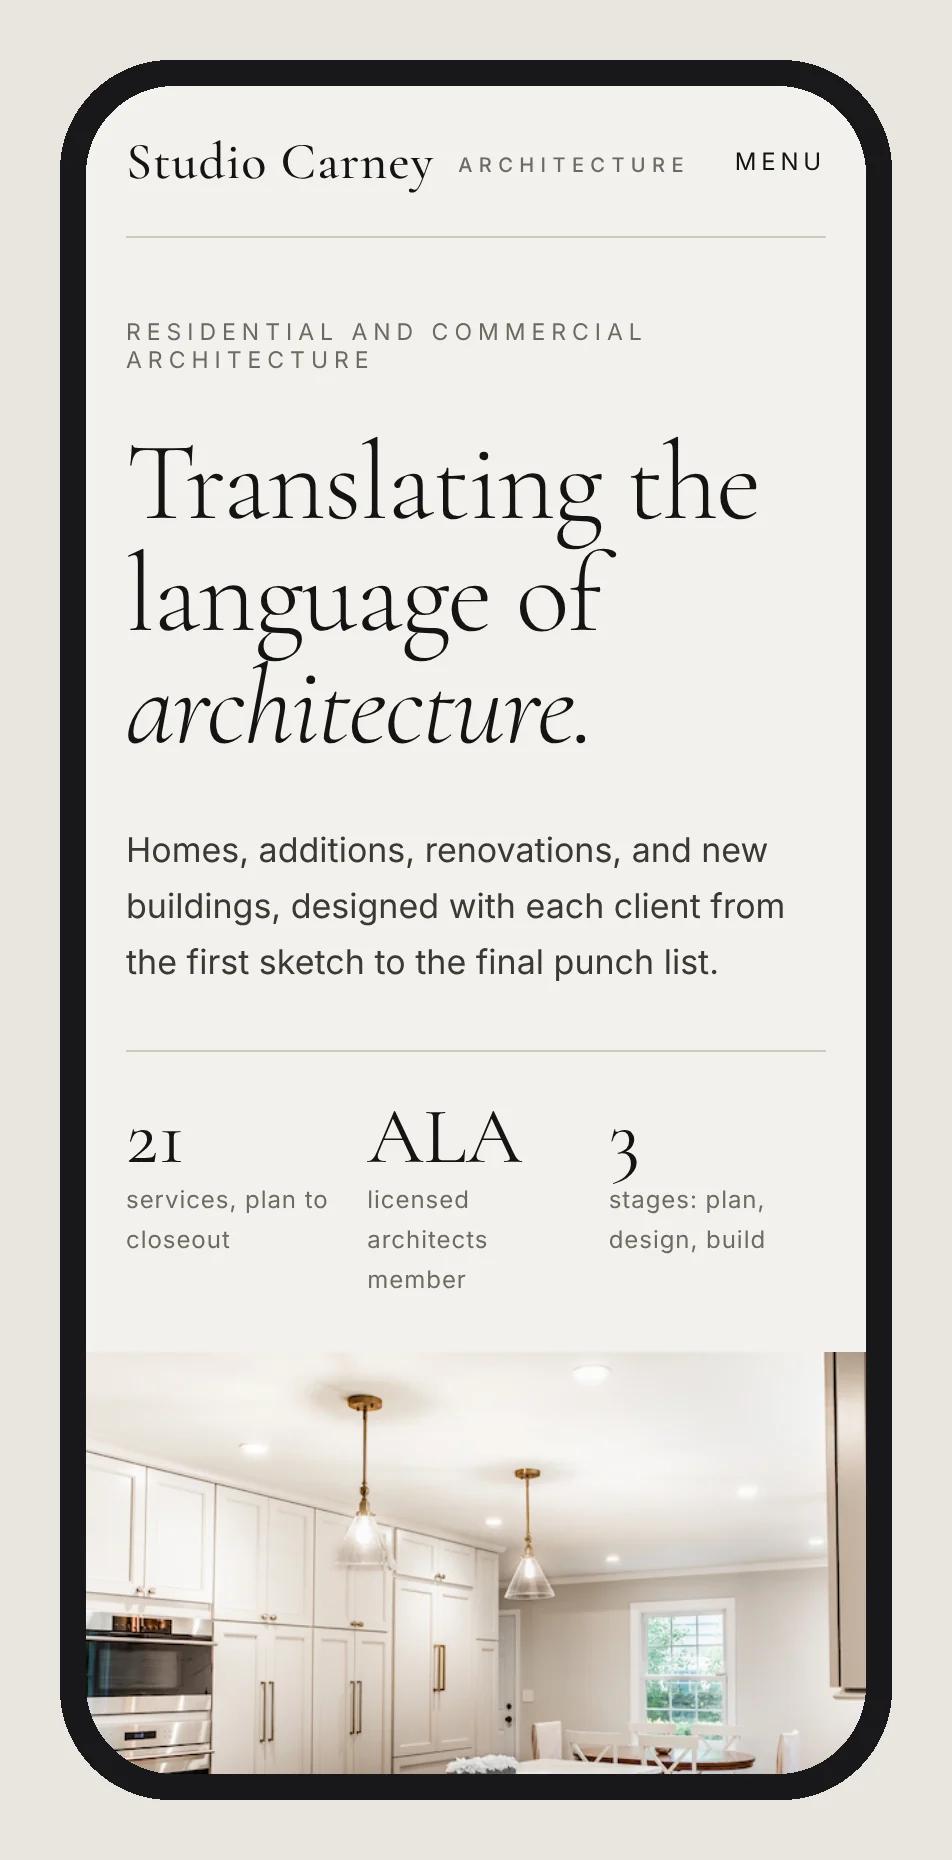 Studio Carney ARCHITECTURE MENU
RESIDENTIAL AND COMMERCIAL
ARCHITECTURE
Translating the
language of
architecture.
Homes, additions, renovations, and new
buildings, designed with each client from
the first sketch to the final punch list.
21
services, plan to
closeout
ALA
licensed
architects
member
3
stages: plan,
design, build